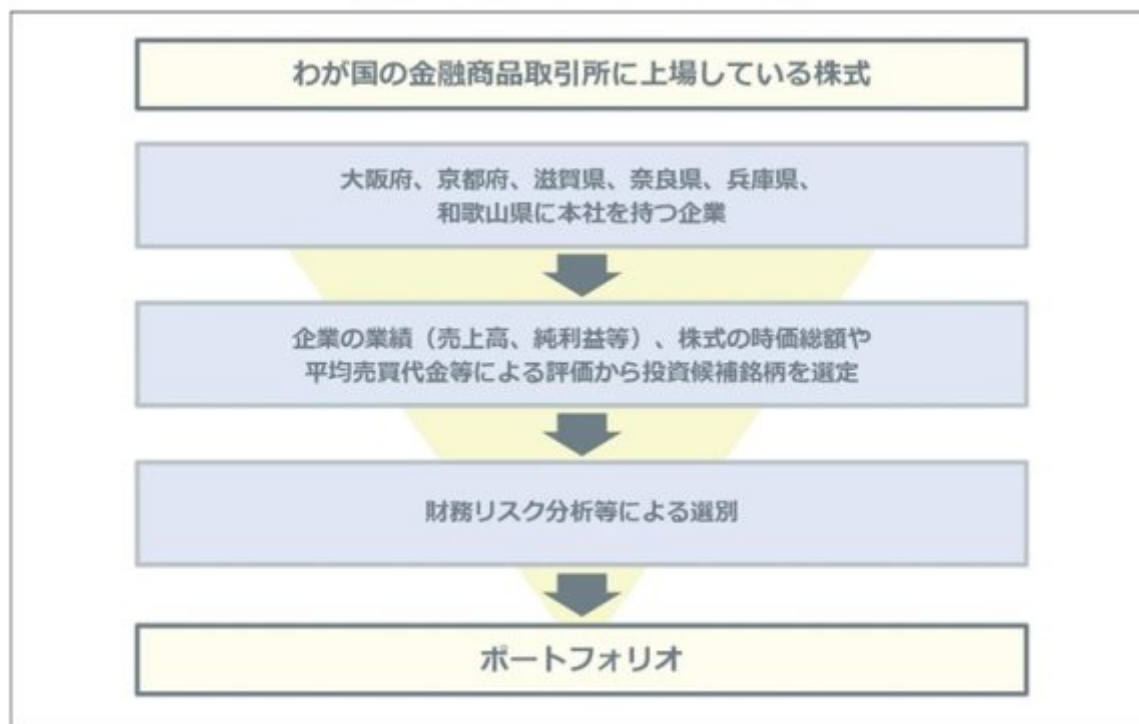 わが国の金融商品取引所に上場している株式
大阪府、京都府、滋賀県、奈良県、兵庫県、
和歌山県に本社を持つ企業
企業の業績（売上高、純利益等）、株式の時価総額や
平均売買代金等による評価から投資候補銘柄を選定
財務リスク分析等による選別
ポートフォリオ